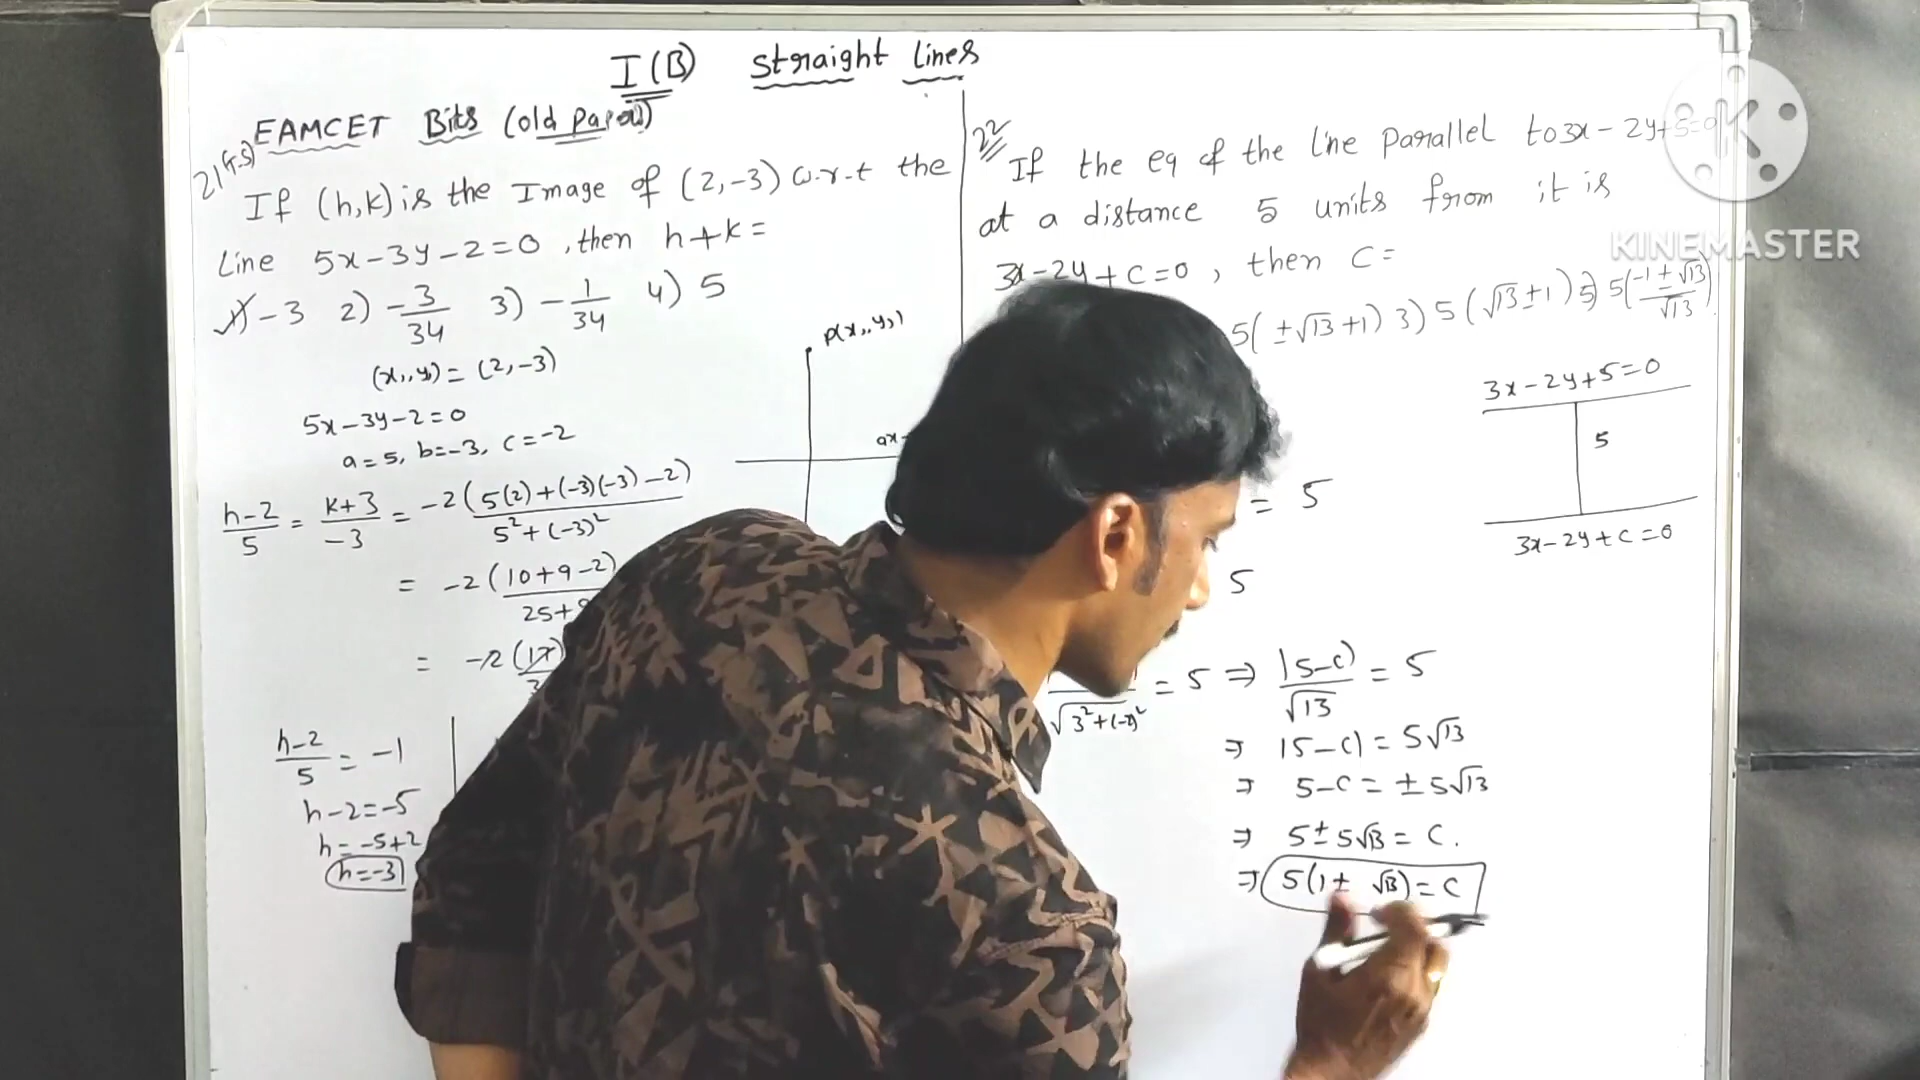 I(B) Straight Lines
EAMCET Bits (old paper)
21(A-S)
If (h,k) is the Image of (2,-3) w.r.t the
Line 5x-3y-2=0, then h+k=
1) -3 2) -3/34 3) -1/34 4) 5
(x₁,y₁) = (2,-3)
P(x₁,y₁)
5x-3y-2=0
a=5, b=-3, c=-2
ax
(h-2)/5 = (k+3)/-3 = -2(5(2)+(-3)(-3)-2)/(5²+(-3)²)
= -2(10+9-2)
25+9
= -2(17)
(h-2)/5 = -1
h-2=-5
h=-5+2
h=-3
22
If the eq of the line parallel to 3x-2y+5=0
at a distance 5 units from it is
3x-2y+c=0, then c=
5(±√13+1) 3) 5(√13±1) 5) 5((-1±√13)/√13)
3x-2y+5=0
5
3x-2y+c=0
= 5
5
√3²+(-2)² = 5 ⇒ |5-c|/√13 = 5
⇒ |5-c| = 5√13
⇒ 5-c = ±5√13
⇒ 5±5√13 = c.
⇒ 5(1±√13)=c
KINEMASTER